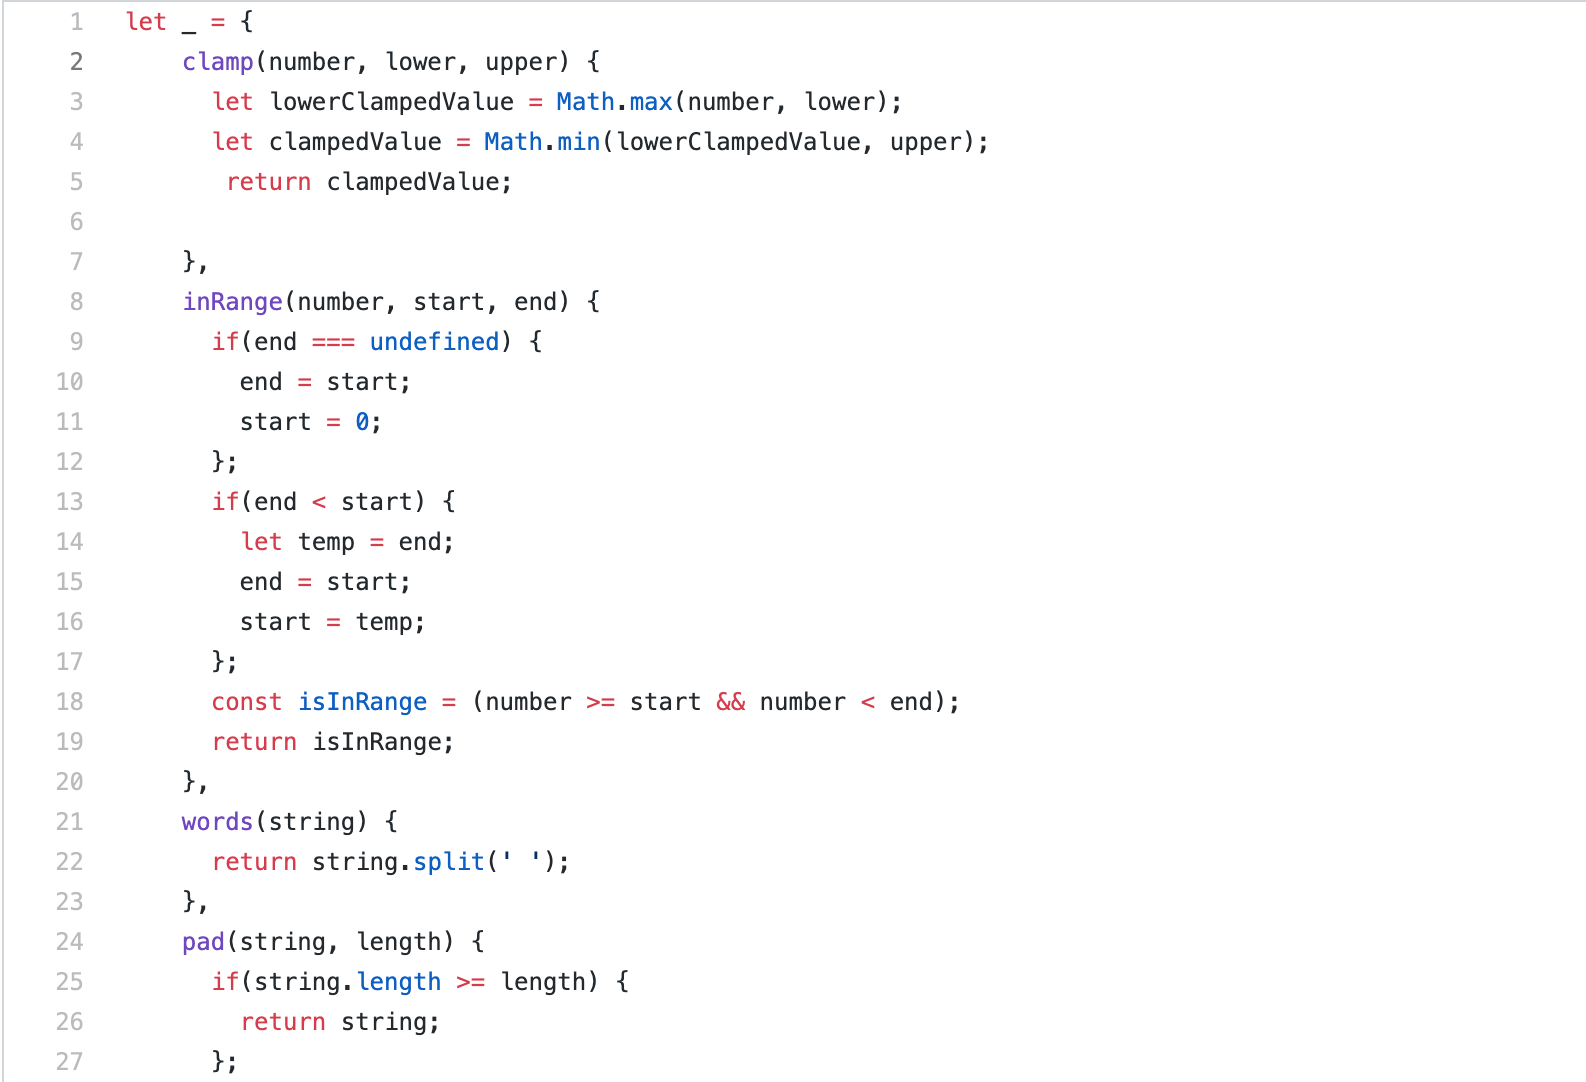 1 let _ = {
2 clamp(number, lower, upper) {
3 let lowerClampedValue = Math.max(number, lower);
4 let clampedValue = Math.min(lowerClampedValue, upper);
5 return clampedValue;
6
7 },
8 inRange(number, start, end) {
9 if(end === undefined) {
10 end = start;
11 start = 0;
12 };
13 if(end < start) {
14 let temp = end;
15 end = start;
16 start = temp;
17 };
18 const isInRange = (number >= start && number < end);
19 return isInRange;
20 },
21 words(string) {
22 return string.split(' ');
23 },
24 pad(string, length) {
25 if(string.length >= length) {
26 return string;
27 };